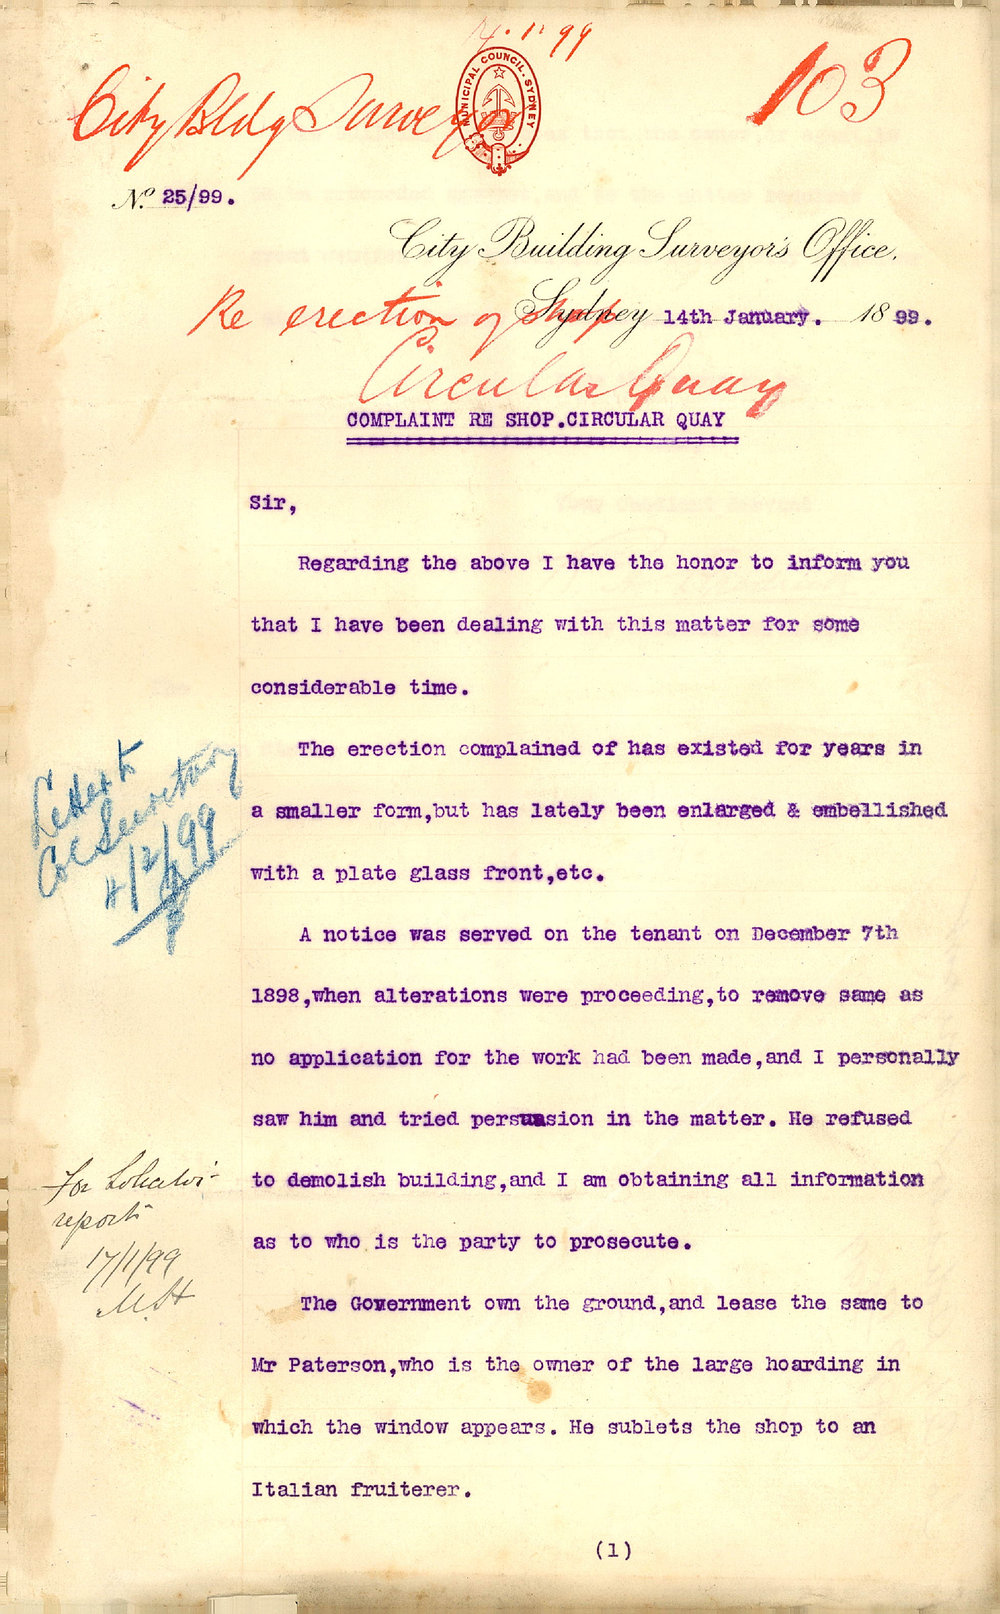 .1.99
103
MUNICIPAL COUNCIL. SYDNEY
City Bldg Surveyor
No. 25/99.
City Building Surveyor's Office,
Re erection of shop
Sydney 14th January. 1899.
Circular Quay
COMPLAINT RE SHOP.CIRCULAR QUAY
Sir,
Regarding the above I have the honor to inform you
that I have been dealing with this matter for some
considerable time.
The erection complained of has existed for years in
a smaller form,but has lately been enlarged & embellished
with a plate glass front,etc.
A notice was served on the tenant on December 7th
1898,when alterations were proceeding,to remove same as
no application for the work had been made,and I personally
saw him and tried persuasion in the matter. He refused
to demolish building,and I am obtaining all information
as to who is the party to prosecute.
The Government own the ground,and lease the same to
Mr Paterson,who is the owner of the large hoarding in
which the window appears. He sublets the shop to an
Italian fruiterer.
(1)
Letter to
Col Secretary
4/2/99
For Solicitors
report
17/1/99